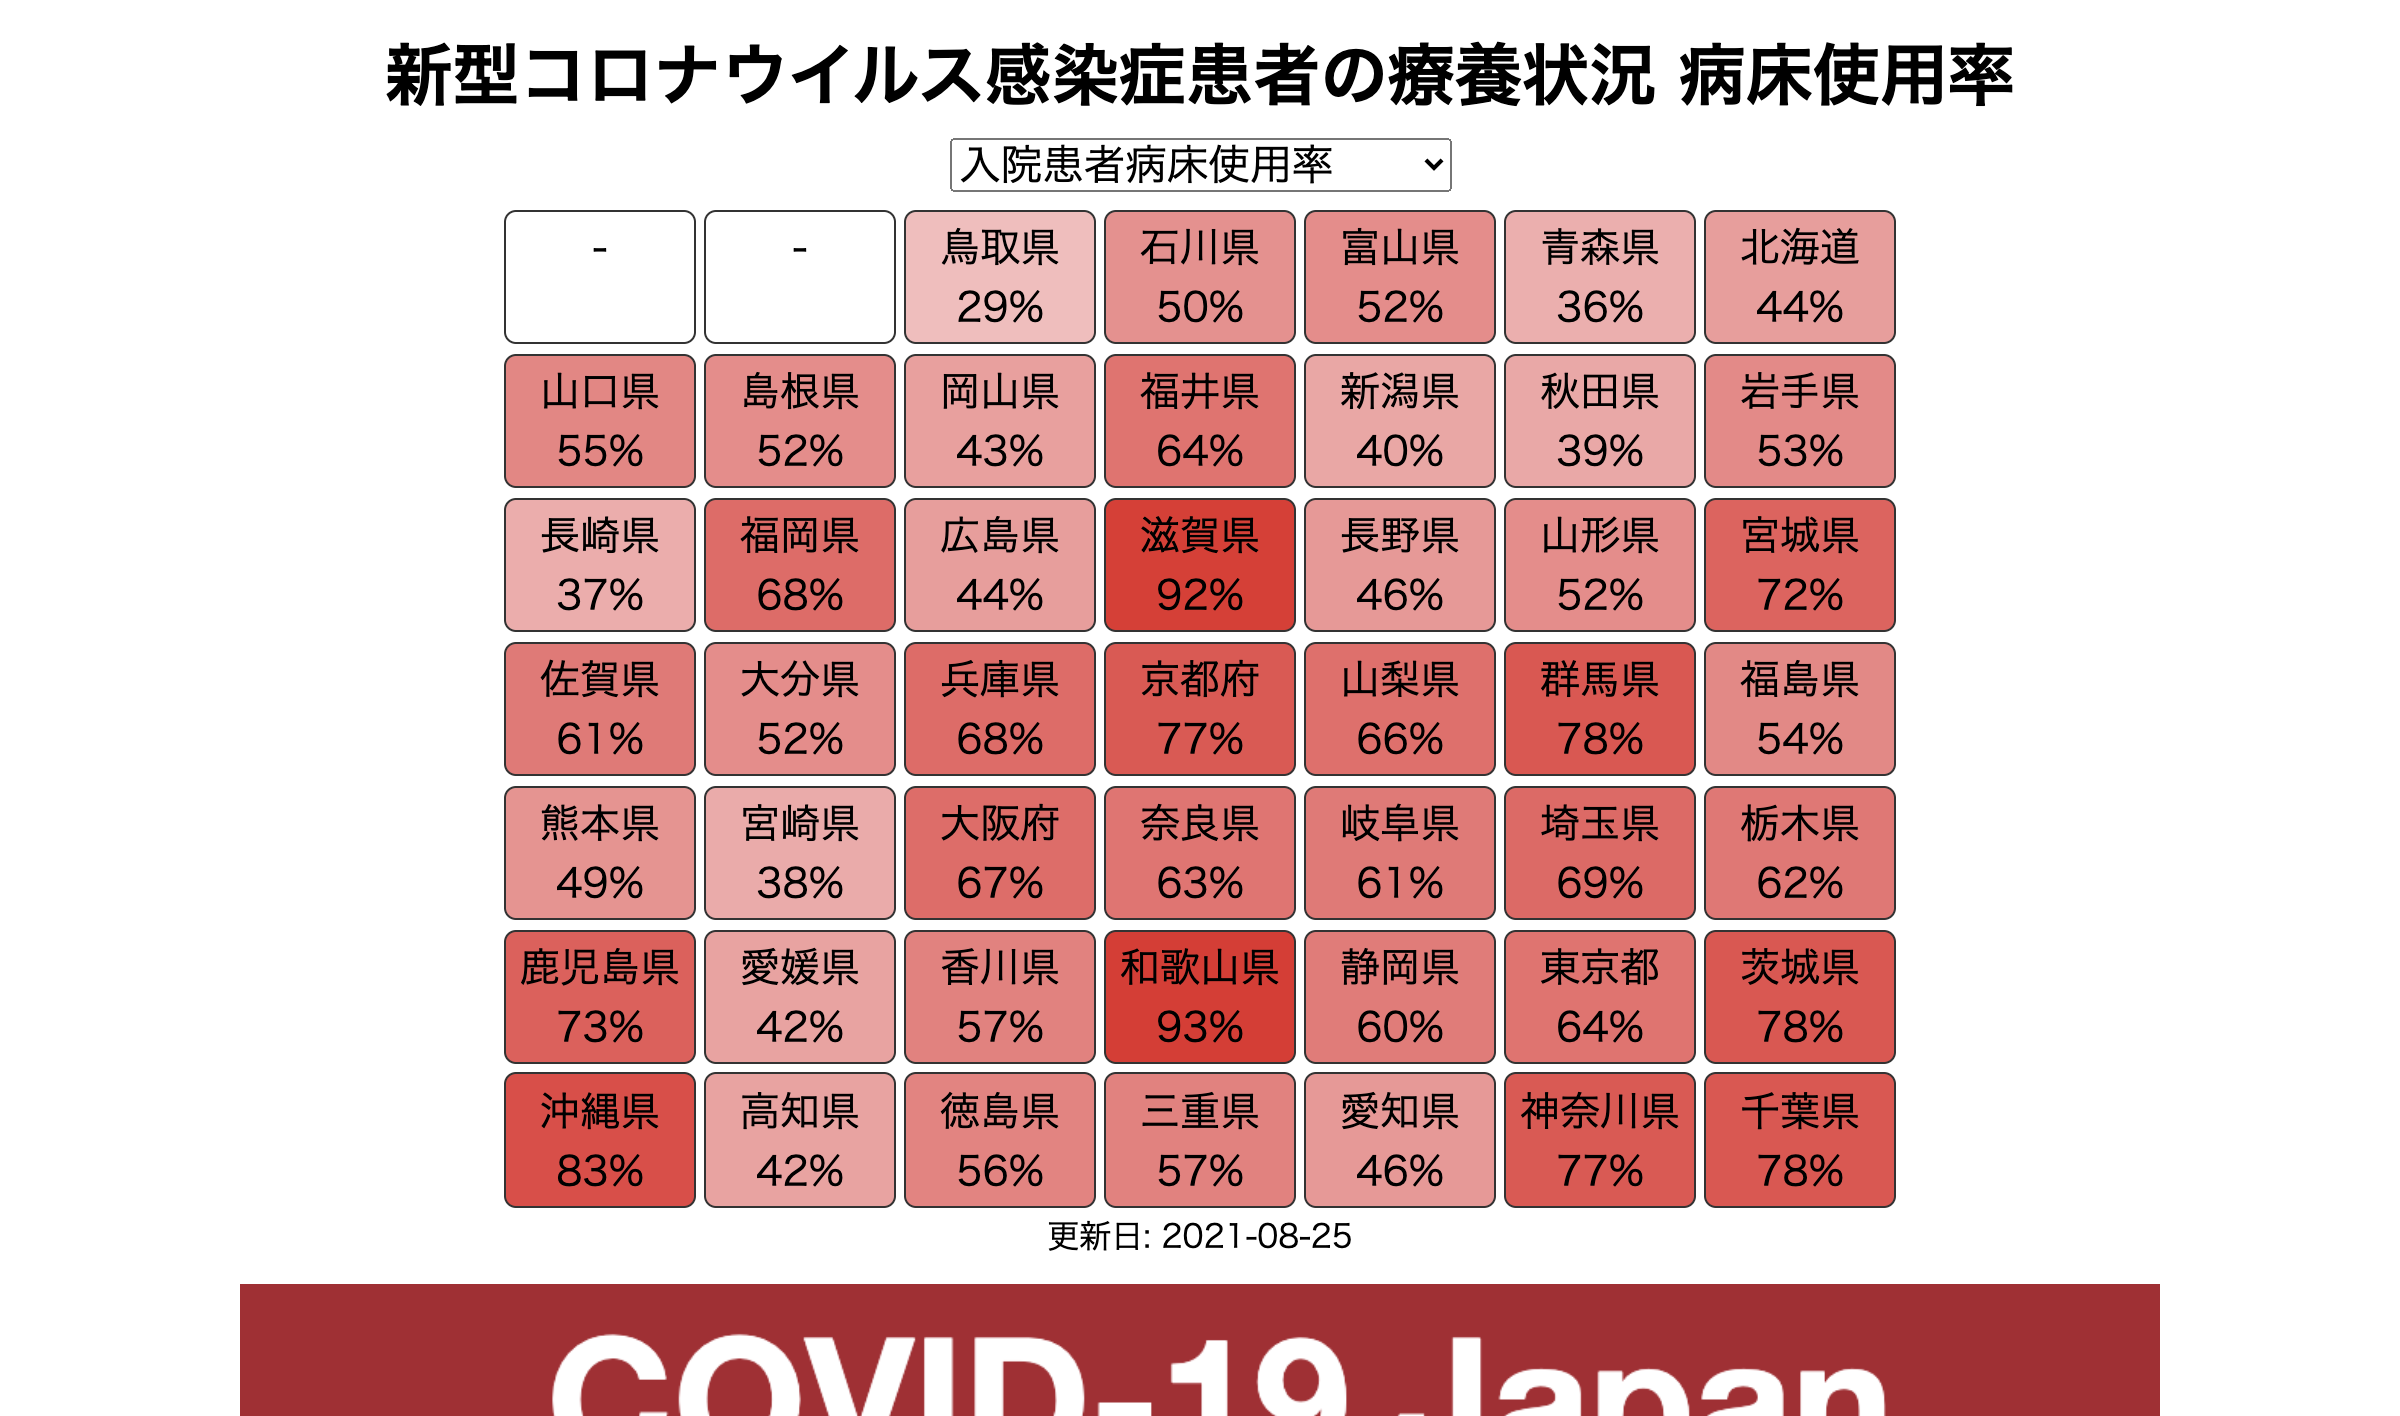 新型コロナウイルス感染症患者の療養状況 病床使用率
入院患者病床使用率
- - 鳥取県 石川県 富山県 青森県 北海道
29% 50% 52% 36% 44%
山口県 島根県 岡山県 福井県 新潟県 秋田県 岩手県
55% 52% 43% 64% 40% 39% 53%
長崎県 福岡県 広島県 滋賀県 長野県 山形県 宮城県
37% 68% 44% 92% 46% 52% 72%
佐賀県 大分県 兵庫県 京都府 山梨県 群馬県 福島県
61% 52% 68% 77% 66% 78% 54%
熊本県 宮崎県 大阪府 奈良県 岐阜県 埼玉県 栃木県
49% 38% 67% 63% 61% 69% 62%
鹿児島県 愛媛県 香川県 和歌山県 静岡県 東京都 茨城県
73% 42% 57% 93% 60% 64% 78%
沖縄県 高知県 徳島県 三重県 愛知県 神奈川県 千葉県
83% 42% 56% 57% 46% 77% 78%
更新日: 2021-08-25
COVID-19 Japan